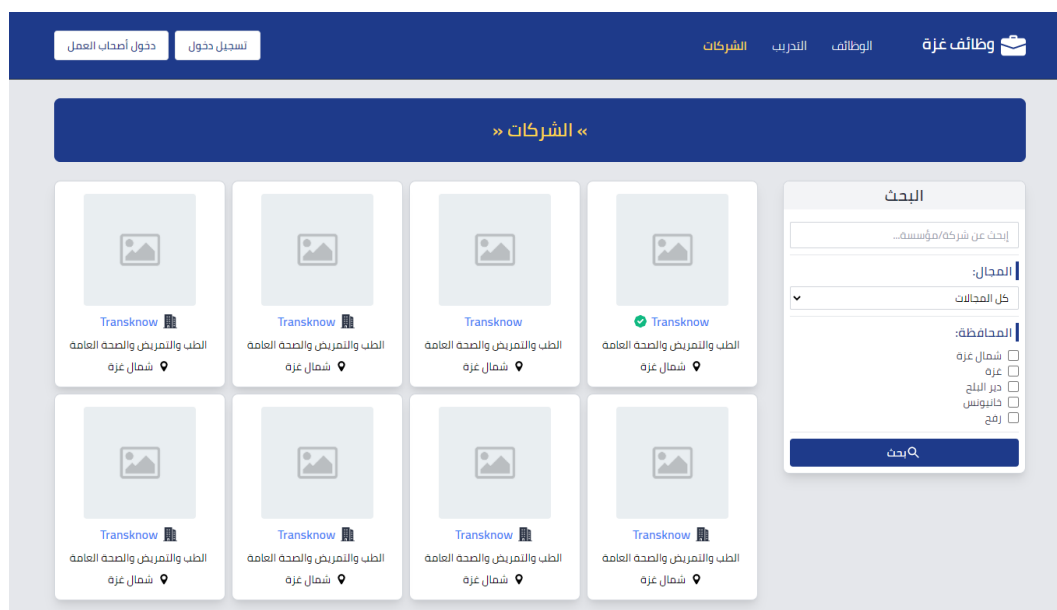 وظائف غزة
الوظائف
التدريب
الشركات
تسجيل دخول
دخول أصحاب العمل
» الشركات «
البحث
إبحث عن شركة/مؤسسة...
المجال:
كل المجالات
المحافظة:
شمال غزة
غزة
دير البلح
خانيونس
رفح
بحث
Transknow
الطب والتمريض والصحة العامة
شمال غزة
Transknow
الطب والتمريض والصحة العامة
شمال غزة
Transknow
الطب والتمريض والصحة العامة
شمال غزة
Transknow
الطب والتمريض والصحة العامة
شمال غزة
Transknow
الطب والتمريض والصحة العامة
شمال غزة
Transknow
الطب والتمريض والصحة العامة
شمال غزة
Transknow
الطب والتمريض والصحة العامة
شمال غزة
Transknow
الطب والتمريض والصحة العامة
شمال غزة